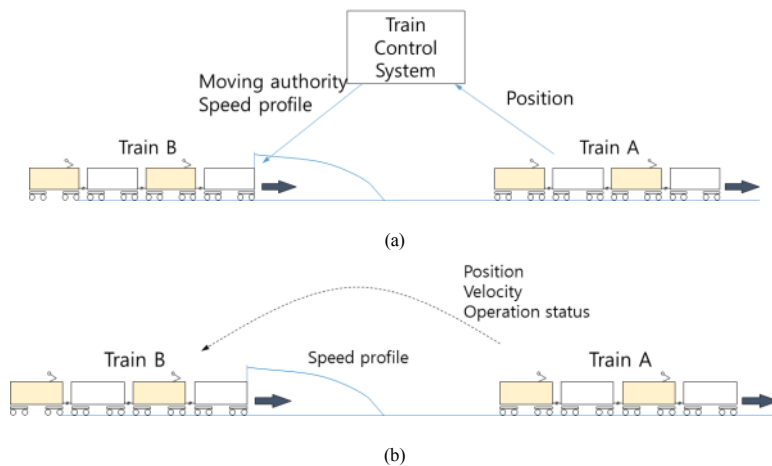 Train
Control
System
Moving authority
Speed profile
Position
Train B
Train A
(a)
Position
Velocity
Operation status
Train B
Speed profile
Train A
(b)